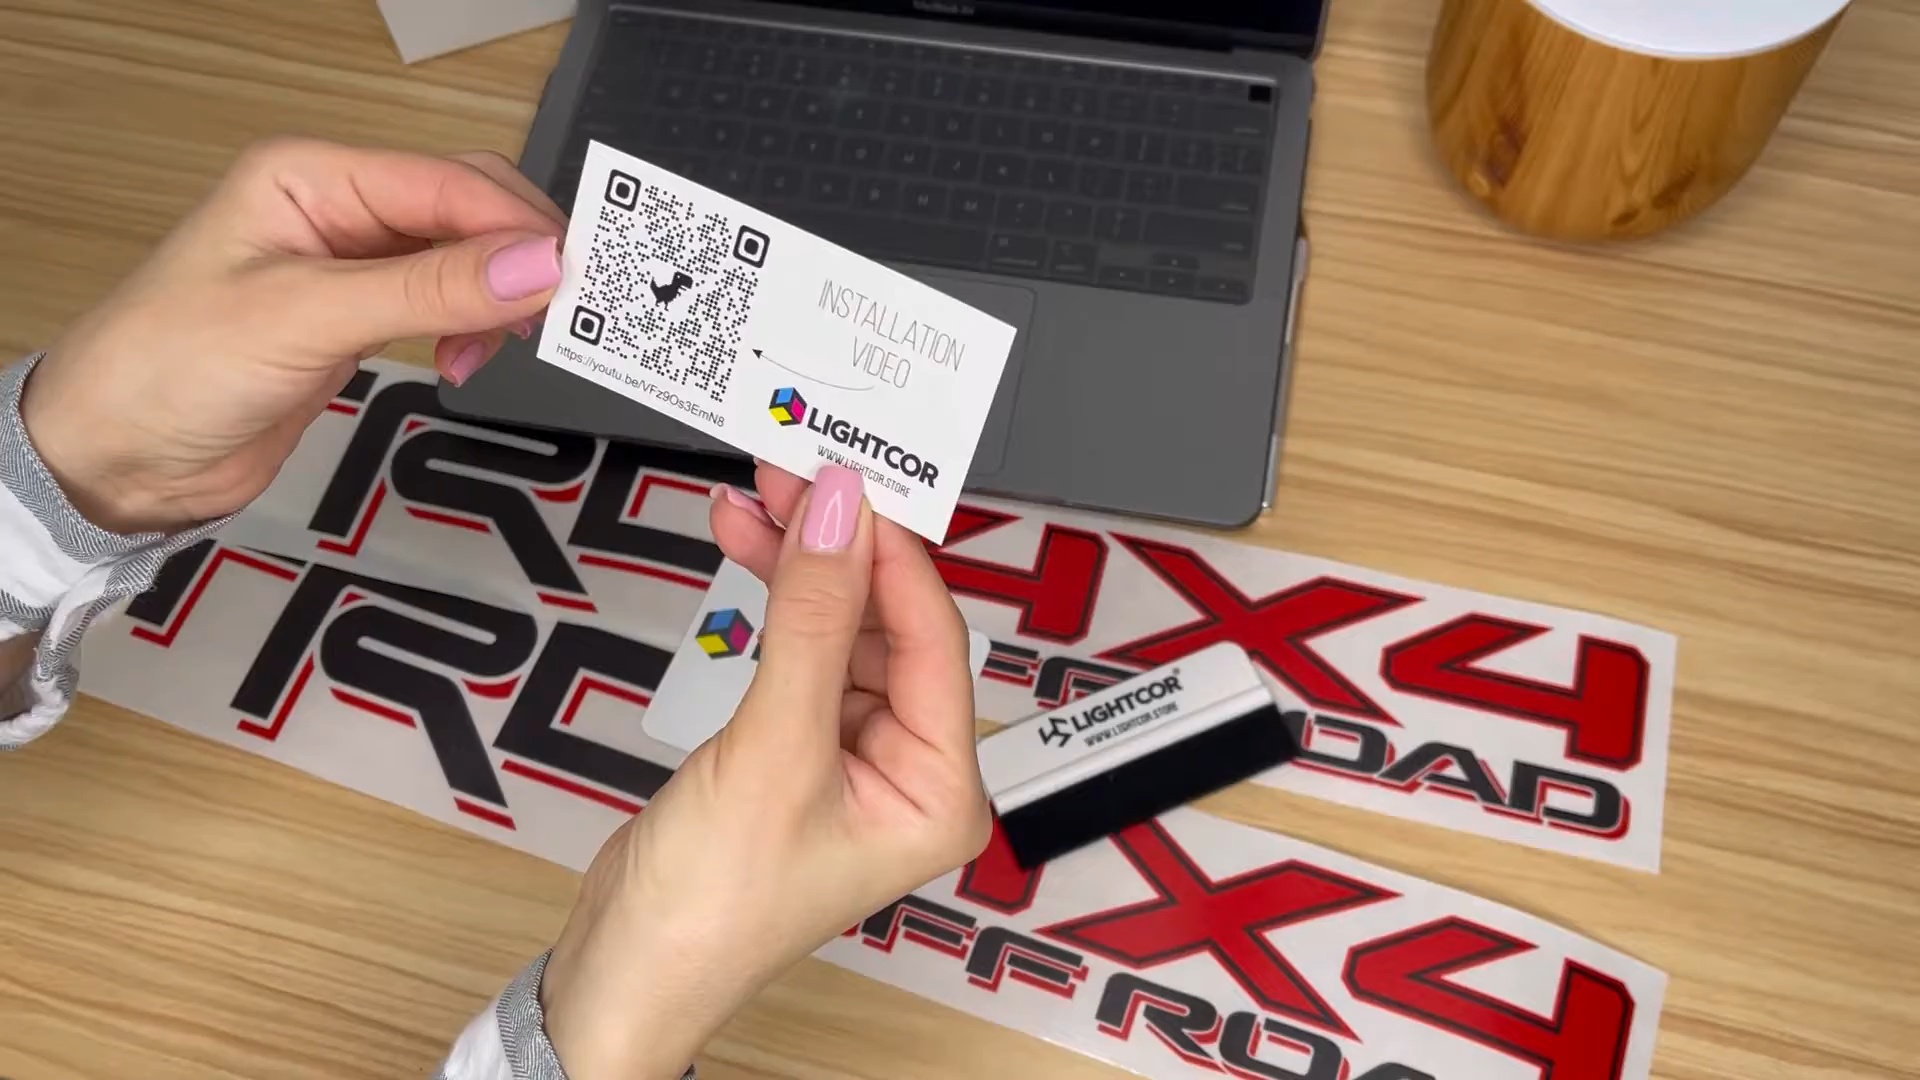 INSTALLATION
VIDEO
https://youtu.be/VFz9Os3EmN8
LIGHTCOR
WWW.LIGHTCOR.STORE
TRD
4X4
OFF ROAD
LIGHTCOR®
WWW.LIGHTCOR.STORE
TRD
4X4
OFF ROA